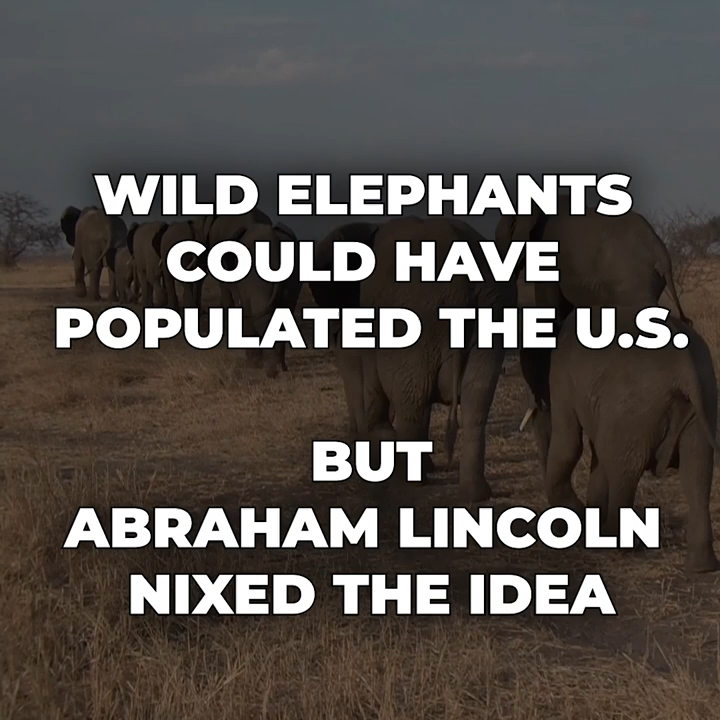 WILD ELEPHANTS
COULD HAVE
POPULATED THE U.S.
BUT
ABRAHAM LINCOLN
NIXED THE IDEA